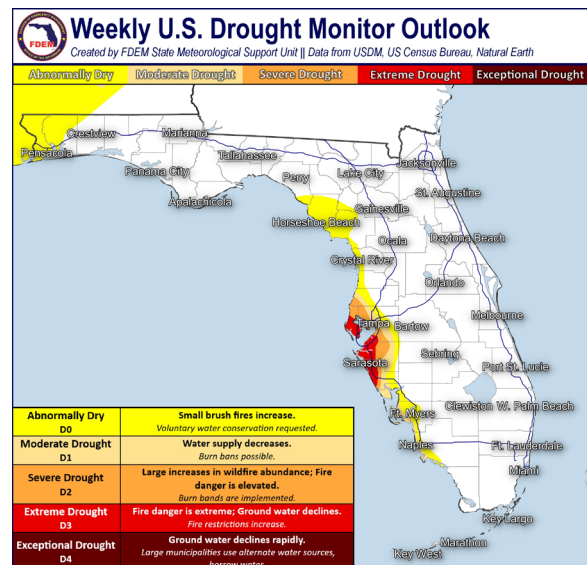 Weekly U.S. Drought Monitor Outlook
FDEM
Created by FDEM State Meteorological Support Unit || Data from USDM, US Census Bureau, Natural Earth
Abnormally Dry Moderate Drought Severe Drought Extreme Drought Exceptional Drought
Crestview Marianna
Pensacola Tallahassee Jacksonville
Panama City Perry Lake City
Apalachicola St. Augustine
Gainesville
Horseshoe Beach
Ocala Daytona Beach
Crystal River
Orlando
Tampa Bartow Melbourne
Sarasota Sebring Port St. Lucie
Ft. Myers Clewiston W. Palm Beach
Naples Ft. Lauderdale
Miami
Key Largo
Marathon
Key West
Abnormally Dry
D0
Small brush fires increase.
Voluntary water conservation requested.
Moderate Drought
D1
Water supply decreases.
Burn bans possible.
Severe Drought
D2
Large increases in wildfire abundance; Fire
danger is elevated.
Burn bands are implemented.
Extreme Drought
D3
Fire danger is extreme; Ground water declines.
Fire restrictions increase.
Exceptional Drought
D4
Ground water declines rapidly.
Large municipalities use alternate water sources,
borrow water.